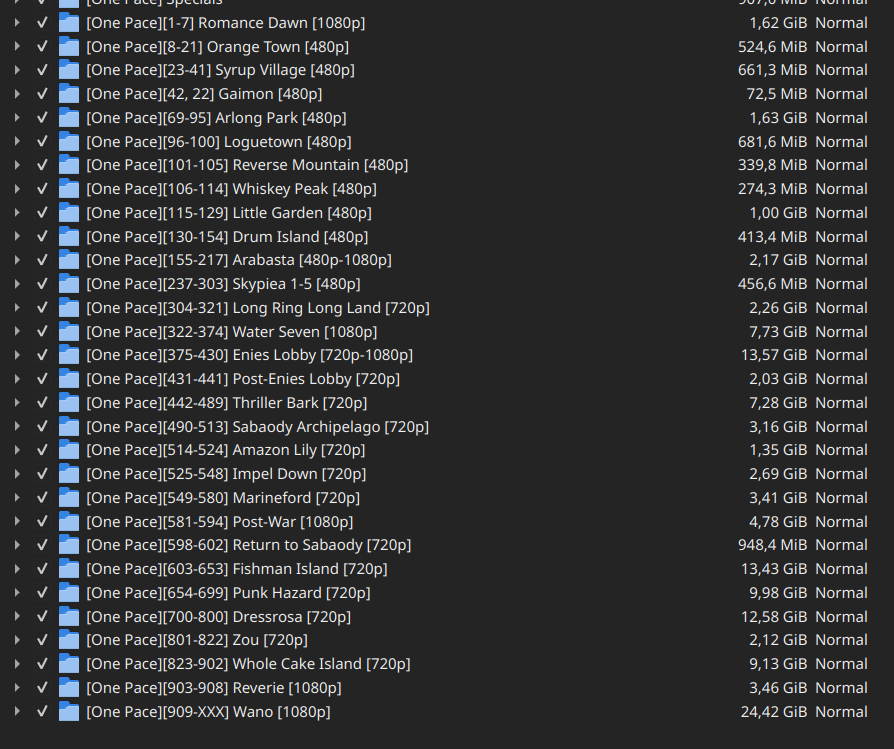 [One Pace] Specials 907,6 MiB Normal
[One Pace][1-7] Romance Dawn [1080p] 1,62 GiB Normal
[One Pace][8-21] Orange Town [480p] 524,6 MiB Normal
[One Pace][23-41] Syrup Village [480p] 661,3 MiB Normal
[One Pace][42, 22] Gaimon [480p] 72,5 MiB Normal
[One Pace][69-95] Arlong Park [480p] 1,63 GiB Normal
[One Pace][96-100] Loguetown [480p] 681,6 MiB Normal
[One Pace][101-105] Reverse Mountain [480p] 339,8 MiB Normal
[One Pace][106-114] Whiskey Peak [480p] 274,3 MiB Normal
[One Pace][115-129] Little Garden [480p] 1,00 GiB Normal
[One Pace][130-154] Drum Island [480p] 413,4 MiB Normal
[One Pace][155-217] Arabasta [480p-1080p] 2,17 GiB Normal
[One Pace][237-303] Skypiea 1-5 [480p] 456,6 MiB Normal
[One Pace][304-321] Long Ring Long Land [720p] 2,26 GiB Normal
[One Pace][322-374] Water Seven [1080p] 7,73 GiB Normal
[One Pace][375-430] Enies Lobby [720p-1080p] 13,57 GiB Normal
[One Pace][431-441] Post-Enies Lobby [720p] 2,03 GiB Normal
[One Pace][442-489] Thriller Bark [720p] 7,28 GiB Normal
[One Pace][490-513] Sabaody Archipelago [720p] 3,16 GiB Normal
[One Pace][514-524] Amazon Lily [720p] 1,35 GiB Normal
[One Pace][525-548] Impel Down [720p] 2,69 GiB Normal
[One Pace][549-580] Marineford [720p] 3,41 GiB Normal
[One Pace][581-594] Post-War [1080p] 4,78 GiB Normal
[One Pace][598-602] Return to Sabaody [720p] 948,4 MiB Normal
[One Pace][603-653] Fishman Island [720p] 13,43 GiB Normal
[One Pace][654-699] Punk Hazard [720p] 9,98 GiB Normal
[One Pace][700-800] Dressrosa [720p] 12,58 GiB Normal
[One Pace][801-822] Zou [720p] 2,12 GiB Normal
[One Pace][823-902] Whole Cake Island [720p] 9,13 GiB Normal
[One Pace][903-908] Reverie [1080p] 3,46 GiB Normal
[One Pace][909-XXX] Wano [1080p] 24,42 GiB Normal